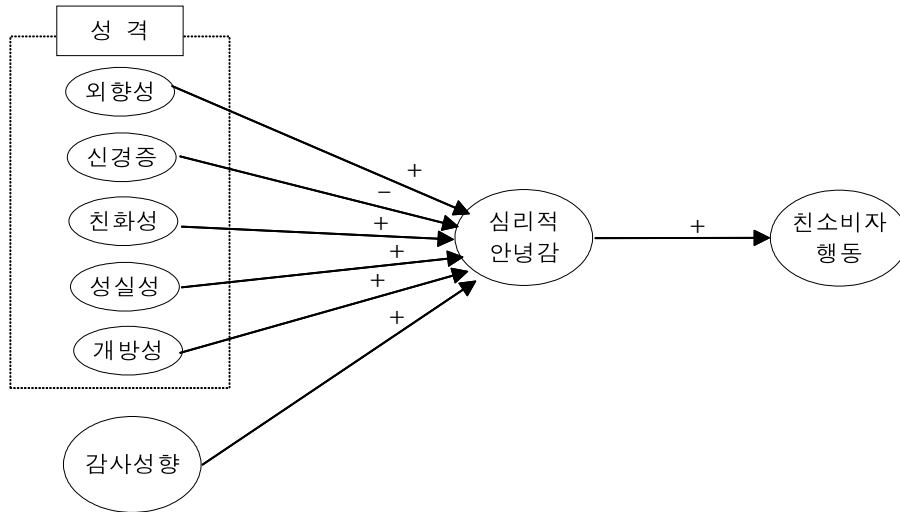 성 격
외향성
신경증
친화성
성실성
개방성
감사성향
+
−
+
+
+
+
심리적
안녕감
+
친소비자
행동